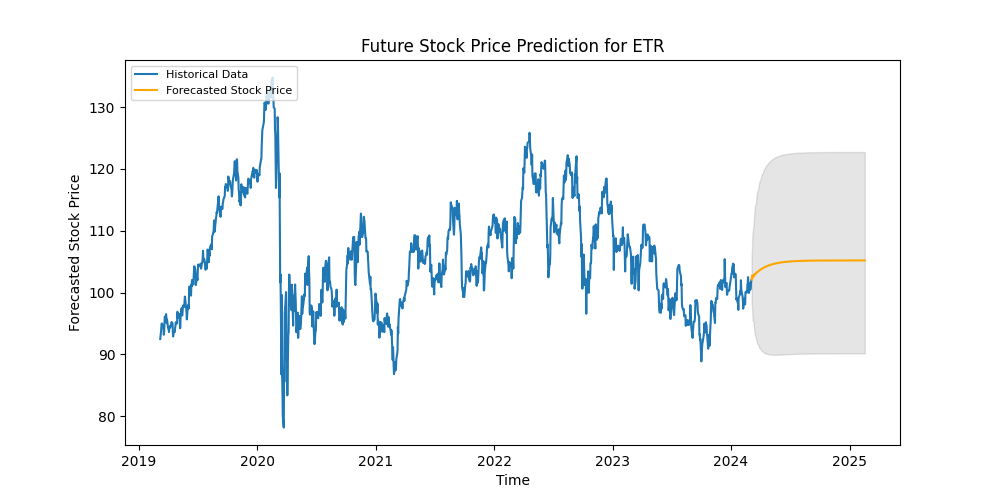 Future Stock Price Prediction for ETR
Historical Data
Forecasted Stock Price
Forecasted Stock Price
130
120
110
100
90
80
2019
2020
2021
2022
2023
2024
2025
Time